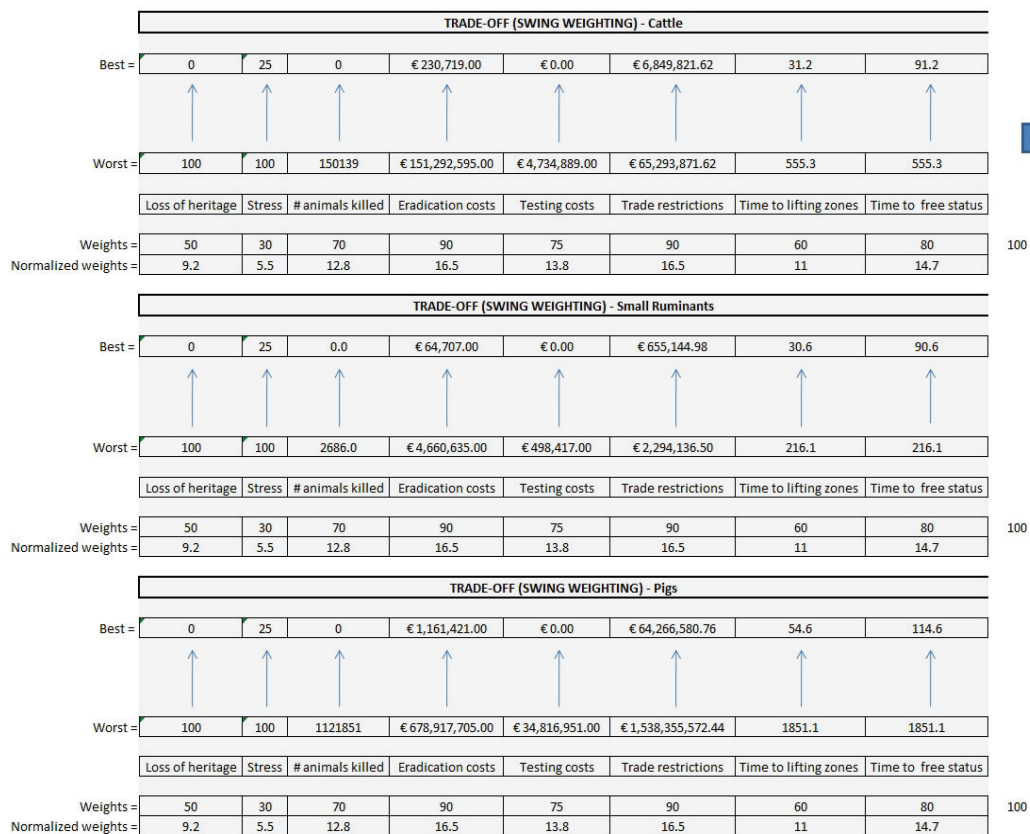 TRADE-OFF (SWING WEIGHTING) - Cattle
Best = 0 25 0 € 230,719.00 € 0.00 € 6,849,821.62 31.2 91.2
Worst = 100 100 150139 € 151,292,595.00 € 4,734,889.00 € 65,293,871.62 555.3 555.3
Loss of heritage Stress # animals killed Eradication costs Testing costs Trade restrictions Time to lifting zones Time to free status
Weights = 50 30 70 90 75 90 60 80 100
Normalized weights = 9.2 5.5 12.8 16.5 13.8 16.5 11 14.7
TRADE-OFF (SWING WEIGHTING) - Small Ruminants
Best = 0 25 0.0 € 64,707.00 € 0.00 € 655,144.98 30.6 90.6
Worst = 100 100 2686.0 € 4,660,635.00 € 498,417.00 € 2,294,136.50 216.1 216.1
Loss of heritage Stress # animals killed Eradication costs Testing costs Trade restrictions Time to lifting zones Time to free status
Weights = 50 30 70 90 75 90 60 80 100
Normalized weights = 9.2 5.5 12.8 16.5 13.8 16.5 11 14.7
TRADE-OFF (SWING WEIGHTING) - Pigs
Best = 0 25 0 € 1,161,421.00 € 0.00 € 64,266,580.76 54.6 114.6
Worst = 100 100 1121851 € 678,917,705.00 € 34,816,951.00 € 1,538,355,572.44 1851.1 1851.1
Loss of heritage Stress # animals killed Eradication costs Testing costs Trade restrictions Time to lifting zones Time to free status
Weights = 50 30 70 90 75 90 60 80 100
Normalized weights = 9.2 5.5 12.8 16.5 13.8 16.5 11 14.7